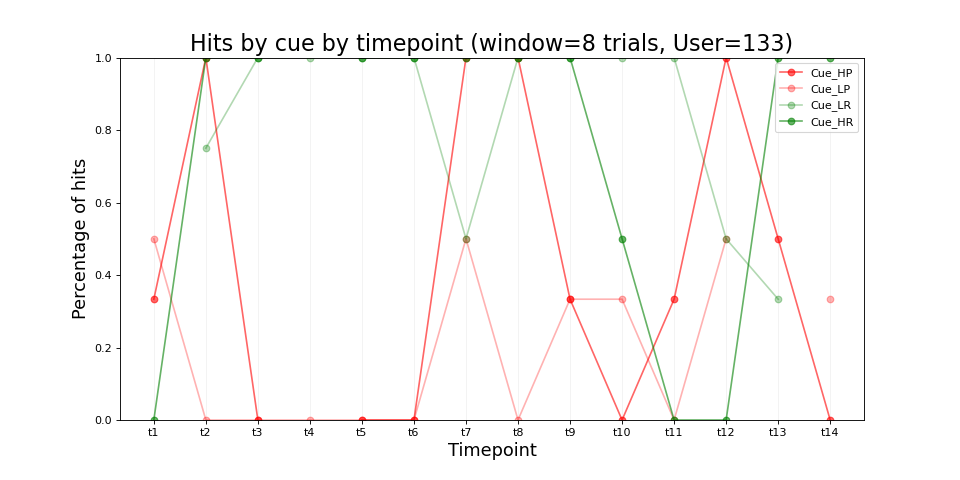 Hits by cue by timepoint (window=8 trials, User=133)
Percentage of hits
1.0
0.8
0.6
0.4
0.2
0.0
Cue_HP
Cue_LP
Cue_LR
Cue_HR
t1 t2 t3 t4 t5 t6 t7 t8 t9 t10 t11 t12 t13 t14
Timepoint